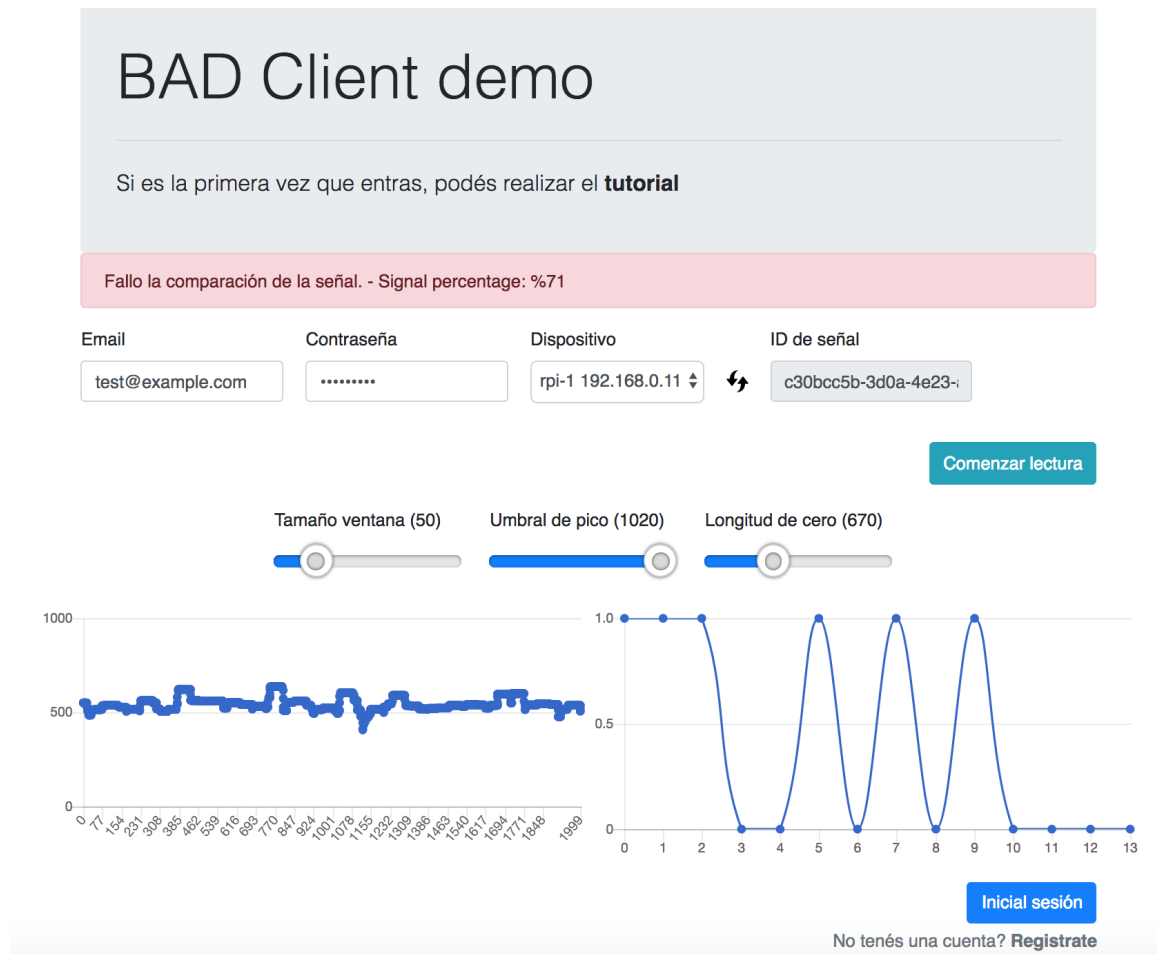 BAD Client demo
Si es la primera vez que entras, podés realizar el tutorial
Fallo la comparación de la señal. - Signal percentage: %71
Email Contraseña Dispositivo ID de señal
test@example.com ••••••••• rpi-1 192.168.0.11 c30bcc5b-3d0a-4e23-
Comenzar lectura
Tamaño ventana (50) Umbral de pico (1020) Longitud de cero (670)
1000
500
0
0 77 154 231 308 385 462 539 616 693 770 847 924 1001 1078 1155 1232 1309 1386 1463 1540 1617 1694 1771 1848 1999
1.0
0.5
0
0 1 2 3 4 5 6 7 8 9 10 11 12 13
Inicial sesión
No tenés una cuenta? Registrate